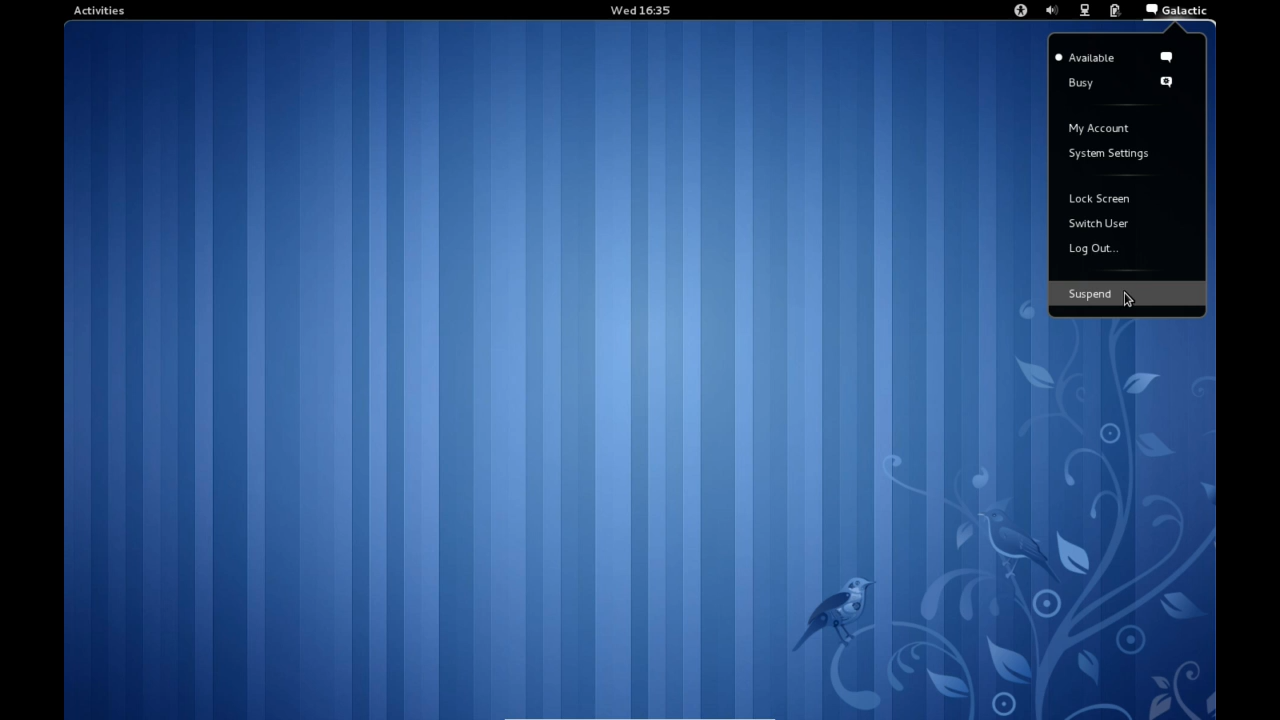 Activities
Wed 16:35
Galactic
Available
Busy
My Account
System Settings
Lock Screen
Switch User
Log Out...
Suspend